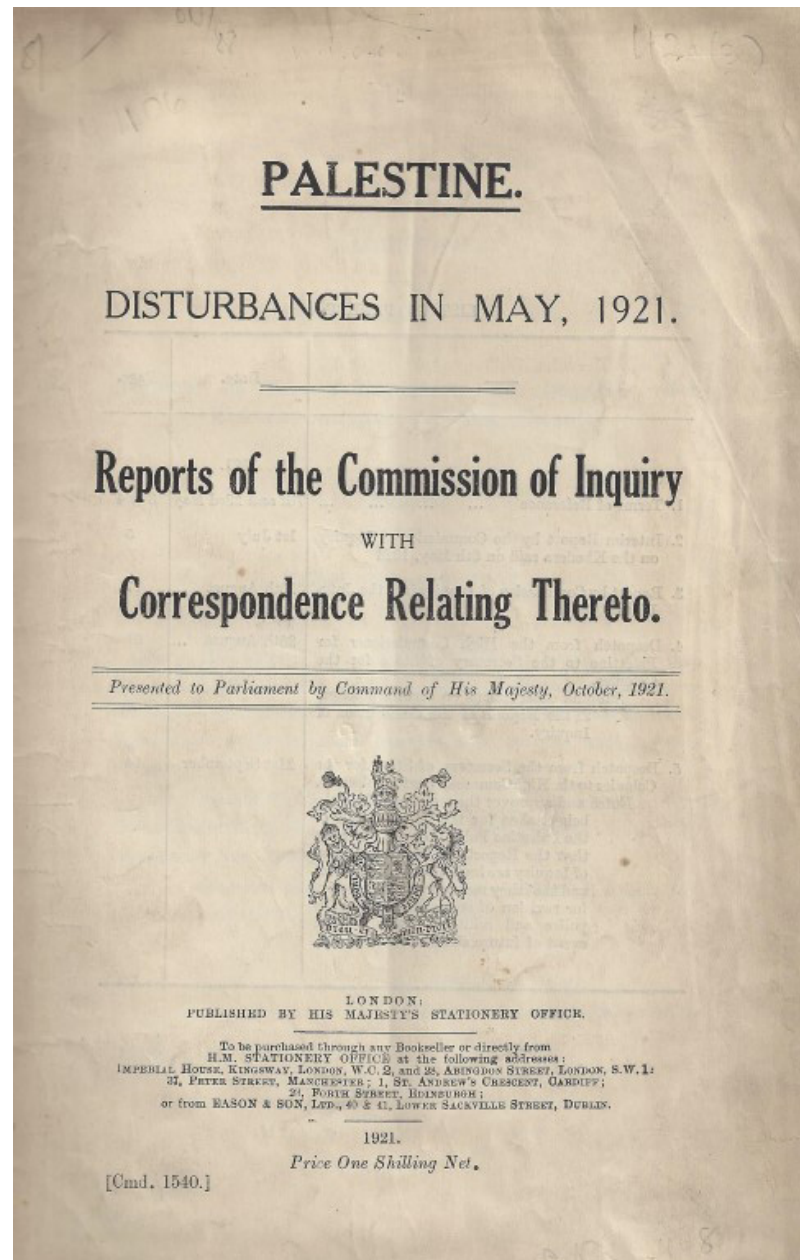 PALESTINE.
DISTURBANCES IN MAY, 1921.
Reports of the Commission of Inquiry
WITH
Correspondence Relating Thereto.
Presented to Parliament by Command of His Majesty, October, 1921.
LONDON:
PUBLISHED BY HIS MAJESTY'S STATIONERY OFFICE.
To be purchased through any Bookseller or directly from
H.M. STATIONERY OFFICE at the following addresses:
IMPERIAL HOUSE, KINGSWAY, LONDON, W.C. 2, and 28, ABINGDON STREET, LONDON, S.W. 1:
37, PETER STREET, MANCHESTER; 1, ST. ANDREW'S CRESCENT, CARDIFF;
23, FORTH STREET, EDINBURGH;
or from EASON & SON, LTD., 40 & 41, LOWER SACKVILLE STREET, DUBLIN.
1921.
Price One Shilling Net.
[Cmd. 1540.]